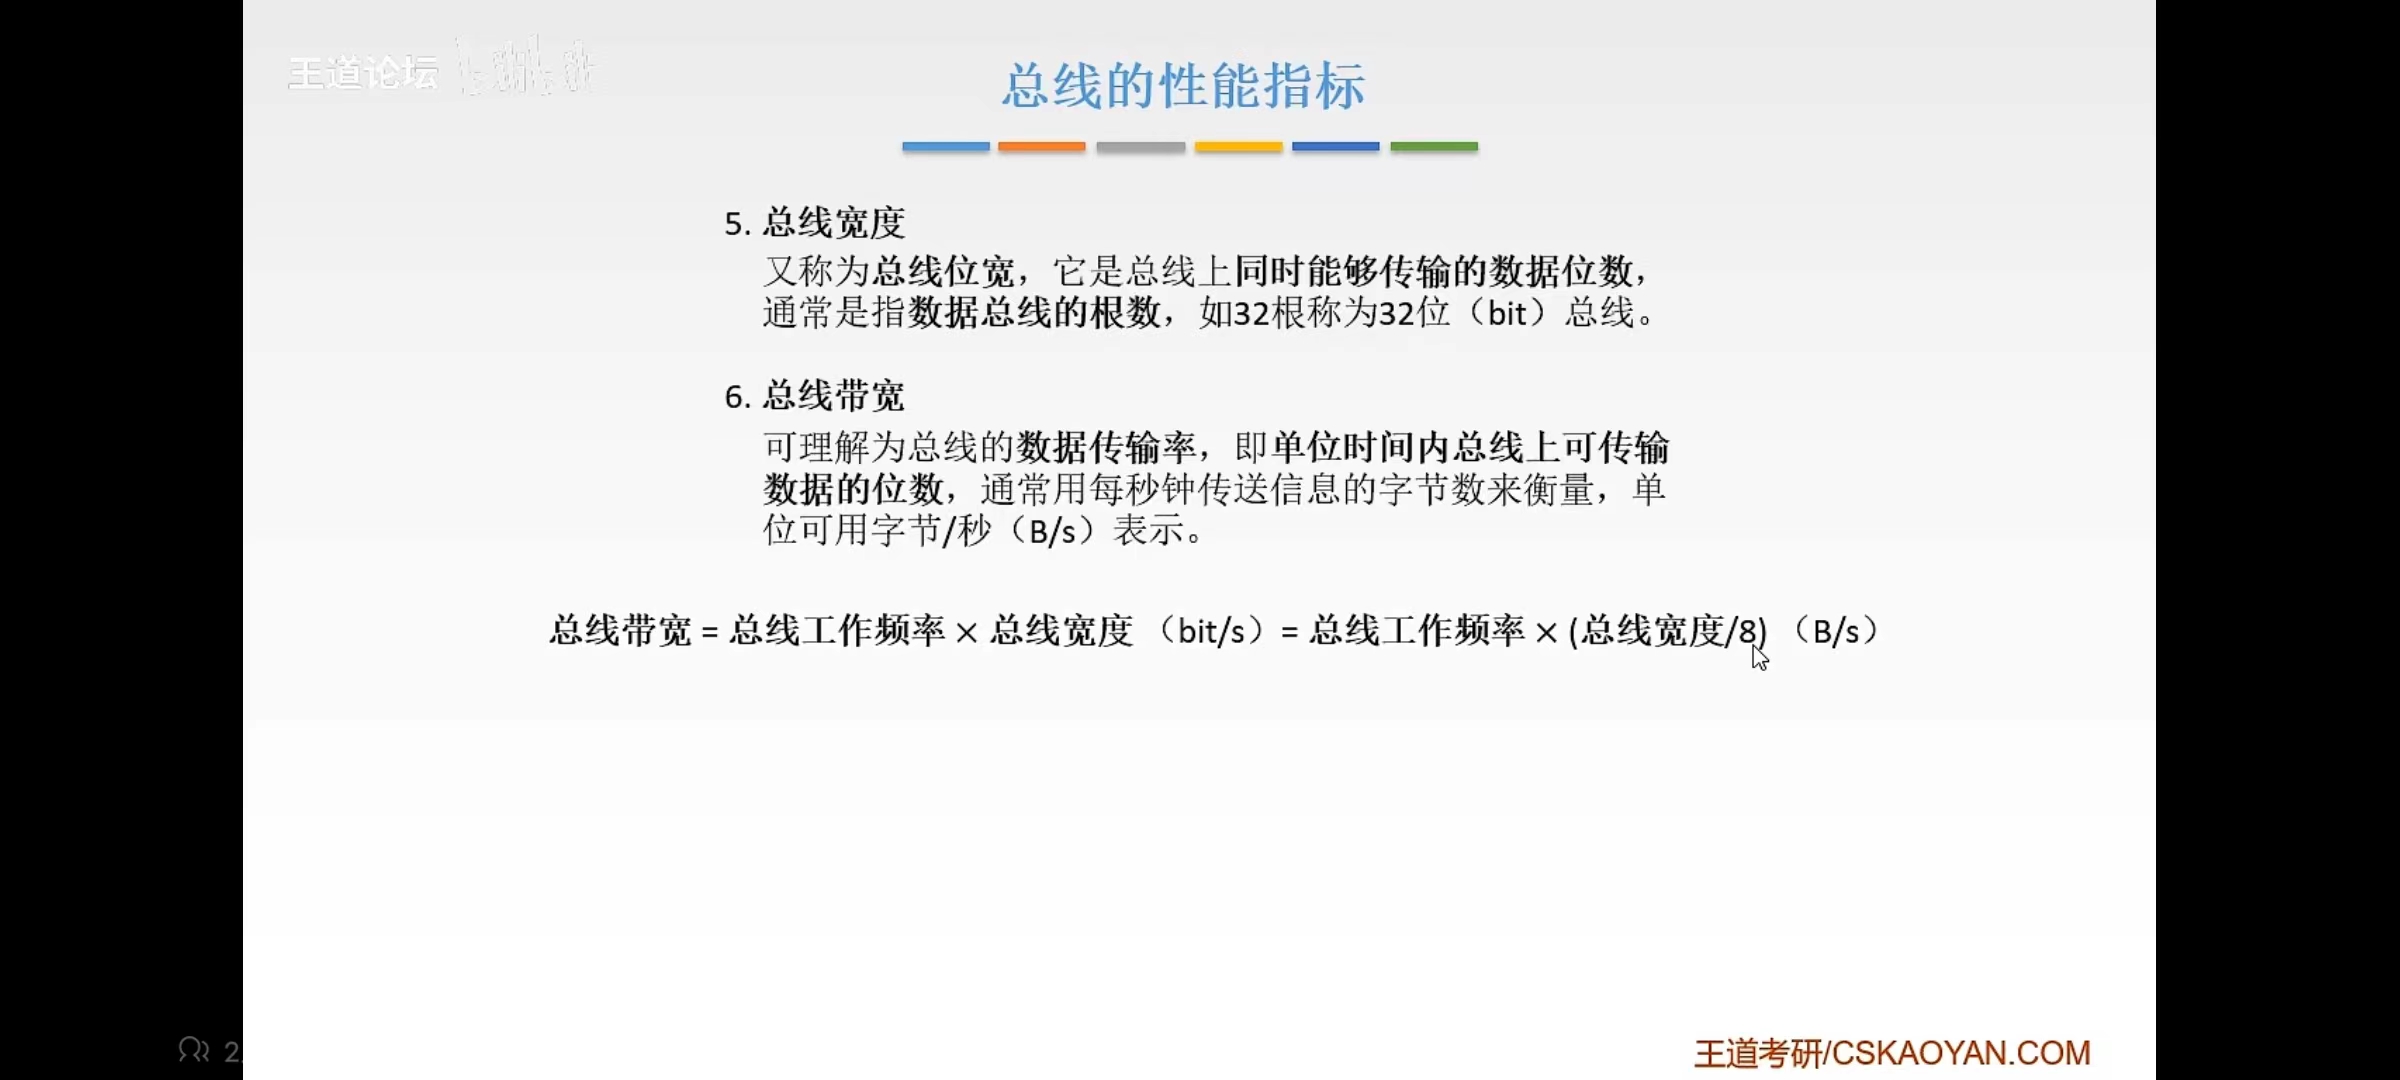 王道论坛 bilibili
总线的性能指标
5. 总线宽度
又称为总线位宽，它是总线上同时能够传输的数据位数，
通常是指数据总线的根数，如32根称为32位（bit）总线。
6. 总线带宽
可理解为总线的数据传输率，即单位时间内总线上可传输
数据的位数，通常用每秒钟传送信息的字节数来衡量，单
位可用字节/秒（B/s）表示。
总线带宽 = 总线工作频率 × 总线宽度 （bit/s）= 总线工作频率 × (总线宽度/8) （B/s）
王道考研/CSKAOYAN.COM